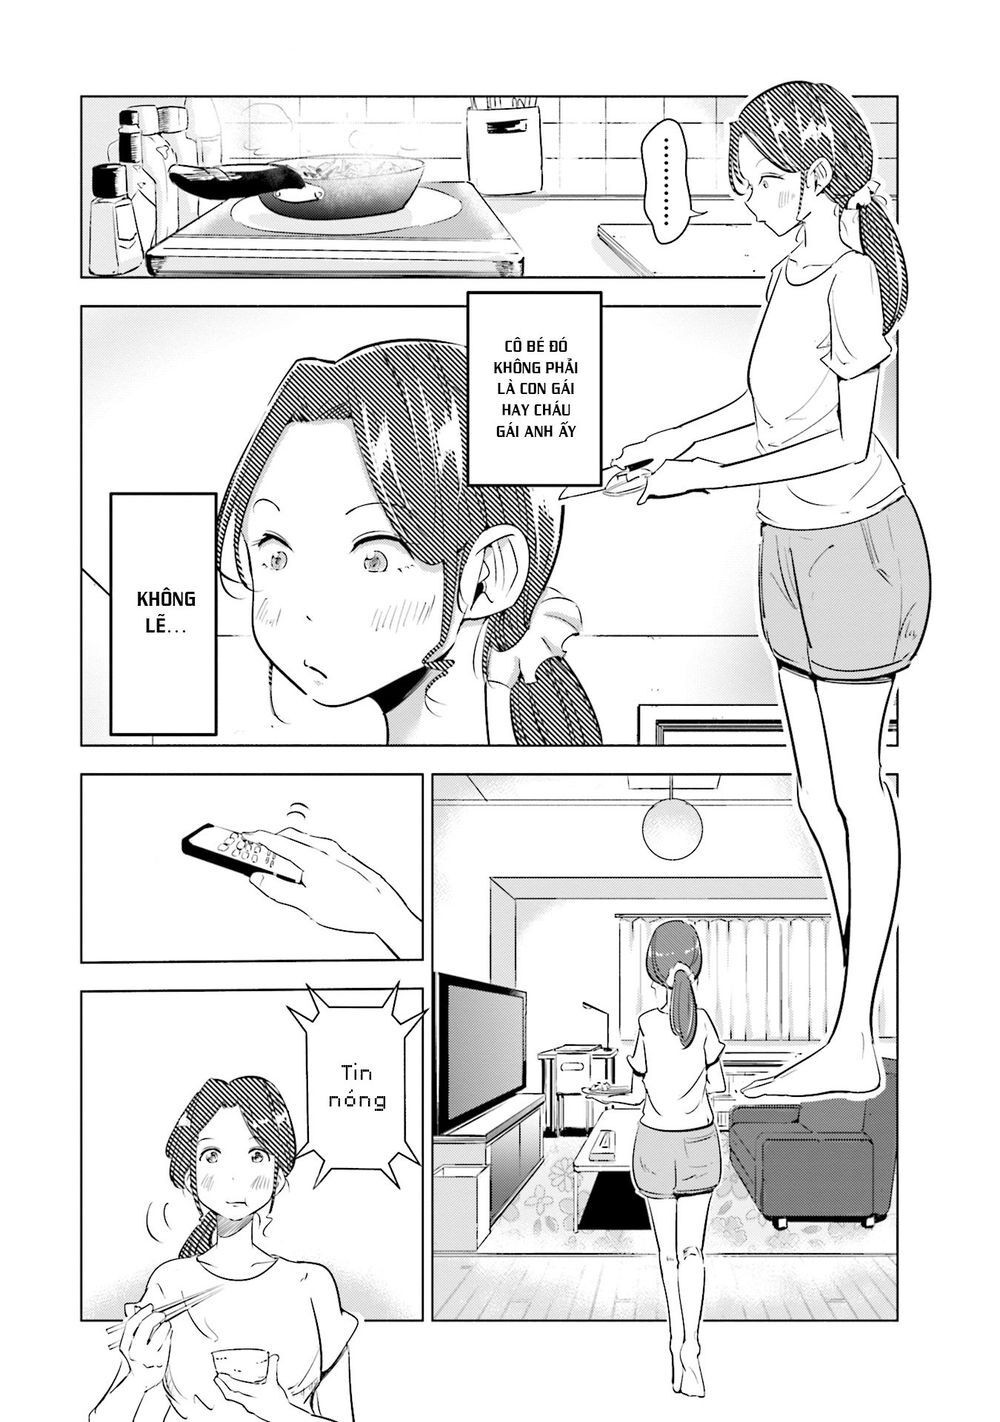 ..........
CÔ BÉ ĐÓ
KHÔNG PHẢI
LÀ CON GÁI
HAY CHÁU
GÁI ANH ẤY
KHÔNG
LẼ...
Tin
nóng